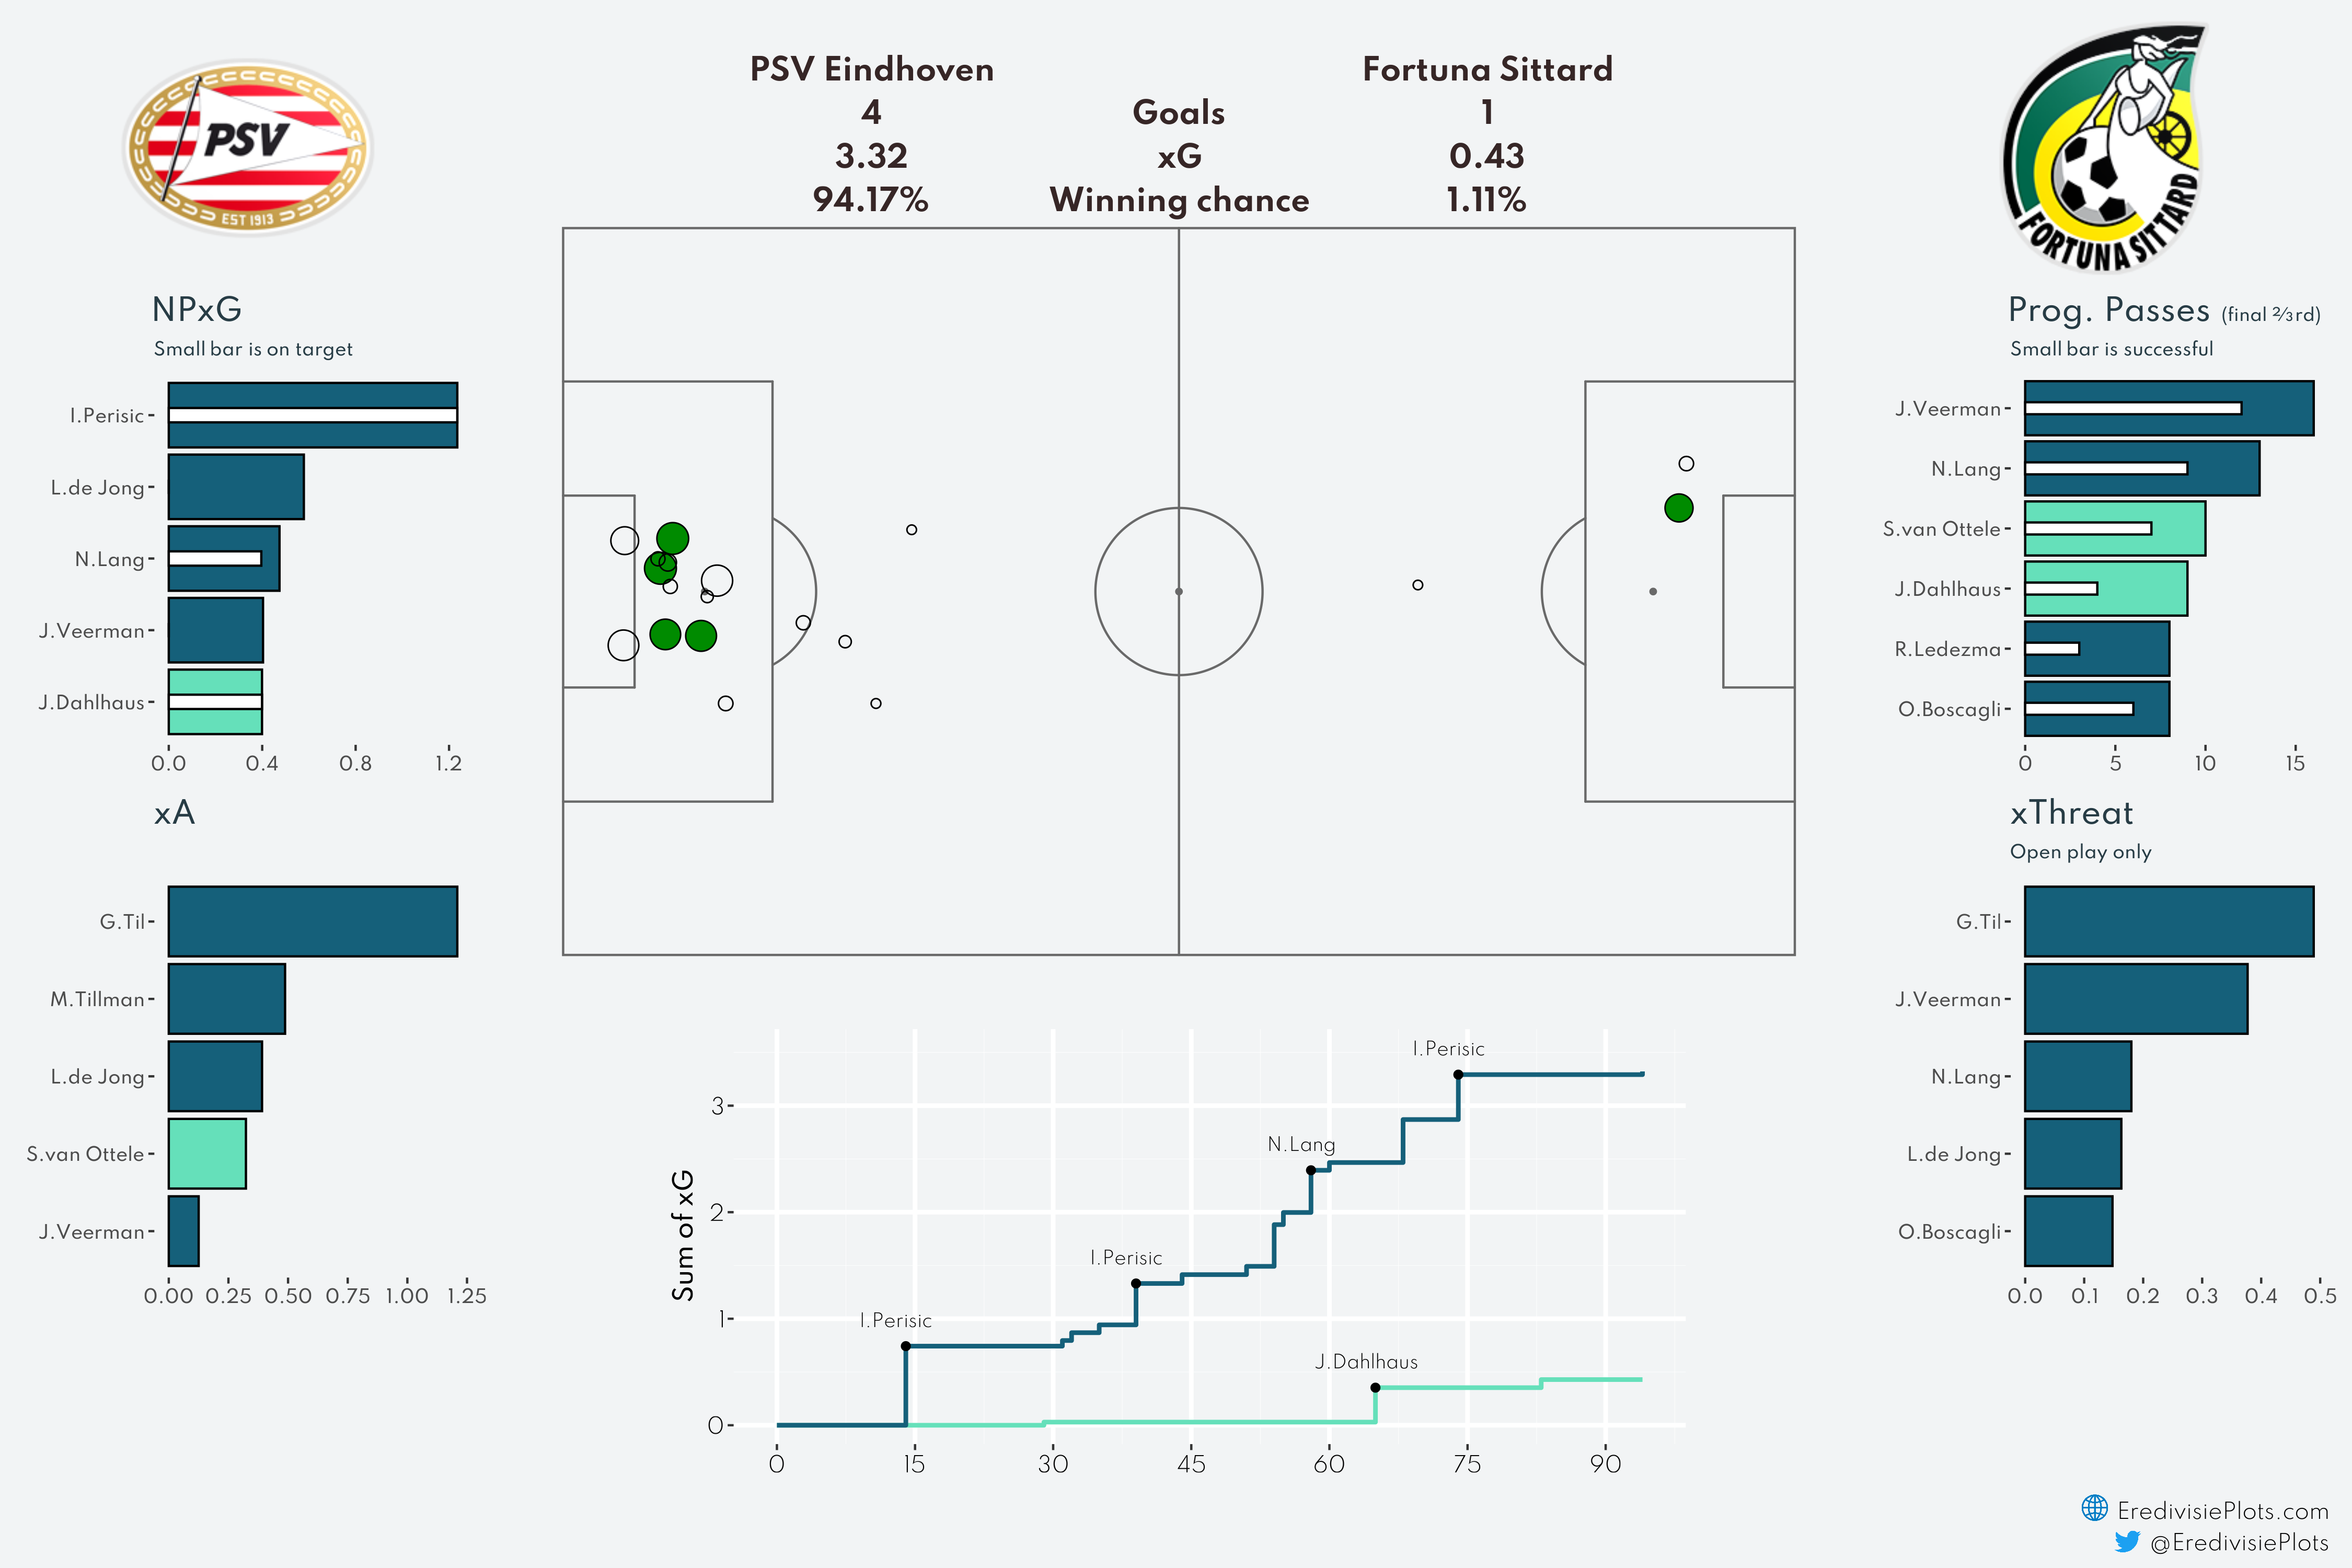 PSV Eindhoven Fortuna Sittard
4 Goals 1
3.32 xG 0.43
94.17% Winning chance 1.11%
PSV
EST 1913
FORTUNA SITTARD
NPxG
Small bar is on target
I.Perisic
L.de Jong
N.Lang
J.Veerman
J.Dahlhaus
0.0 0.4 0.8 1.2
xA
G.Til
M.Tillman
L.de Jong
S.van Ottele
J.Veerman
0.00 0.25 0.50 0.75 1.00 1.25
Sum of xG
3
2
1
0
I.Perisic
I.Perisic
N.Lang
I.Perisic
J.Dahlhaus
0 15 30 45 60 75 90
Prog. Passes (final ⅔rd)
Small bar is successful
J.Veerman
N.Lang
S.van Ottele
J.Dahlhaus
R.Ledezma
O.Boscagli
0 5 10 15
xThreat
Open play only
G.Til
J.Veerman
N.Lang
L.de Jong
O.Boscagli
0.0 0.1 0.2 0.3 0.4 0.5
EredivisiePlots.com
@EredivisiePlots